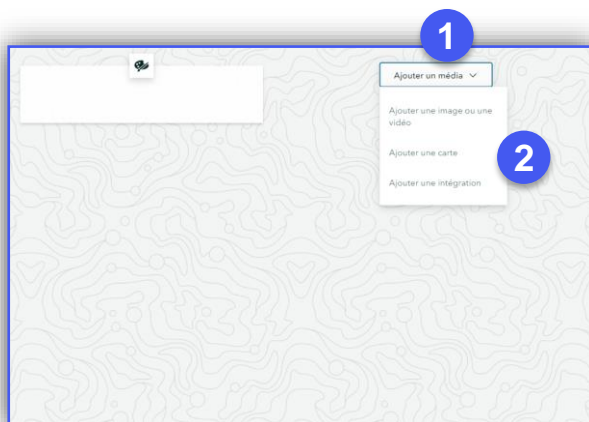 1
Ajouter un média
Ajouter une image ou une
vidéo
Ajouter une carte
2
Ajouter une intégration